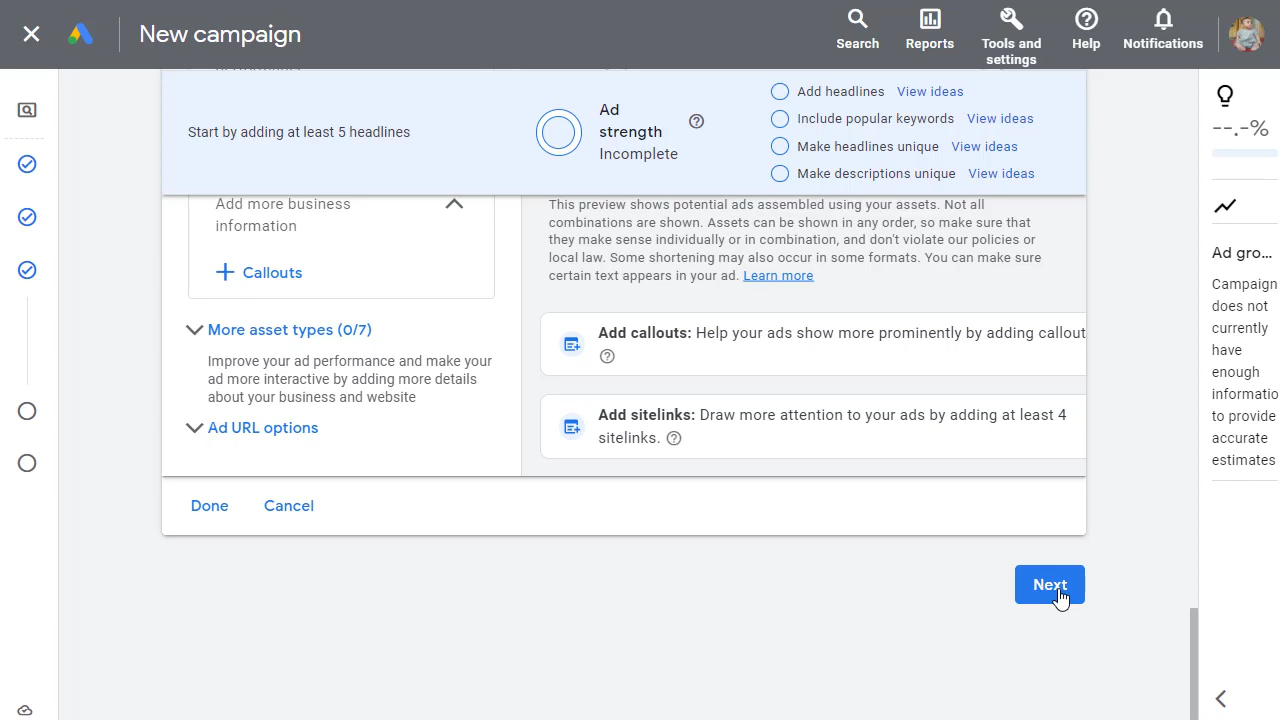 New campaign
Search
Reports
Tools and
settings
Help
Notifications
Start by adding at least 5 headlines
Ad
strength
Incomplete
Add headlines View ideas
Include popular keywords View ideas
Make headlines unique View ideas
Make descriptions unique View ideas
Add more business
information
Callouts
More asset types (0/7)
Improve your ad performance and make your
ad more interactive by adding more details
about your business and website
Ad URL options
This preview shows potential ads assembled using your assets. Not all
combinations are shown. Assets can be shown in any order, so make sure that
they make sense individually or in combination, and don't violate our policies or
local law. Some shortening may also occur in some formats. You can make sure
certain text appears in your ad. Learn more
Add callouts: Help your ads show more prominently by adding callout
Add sitelinks: Draw more attention to your ads by adding at least 4
sitelinks.
Done
Cancel
Next
--.-%
Ad gro...
Campaign
does not
currently
have
enough
informatio
to provide
accurate
estimates